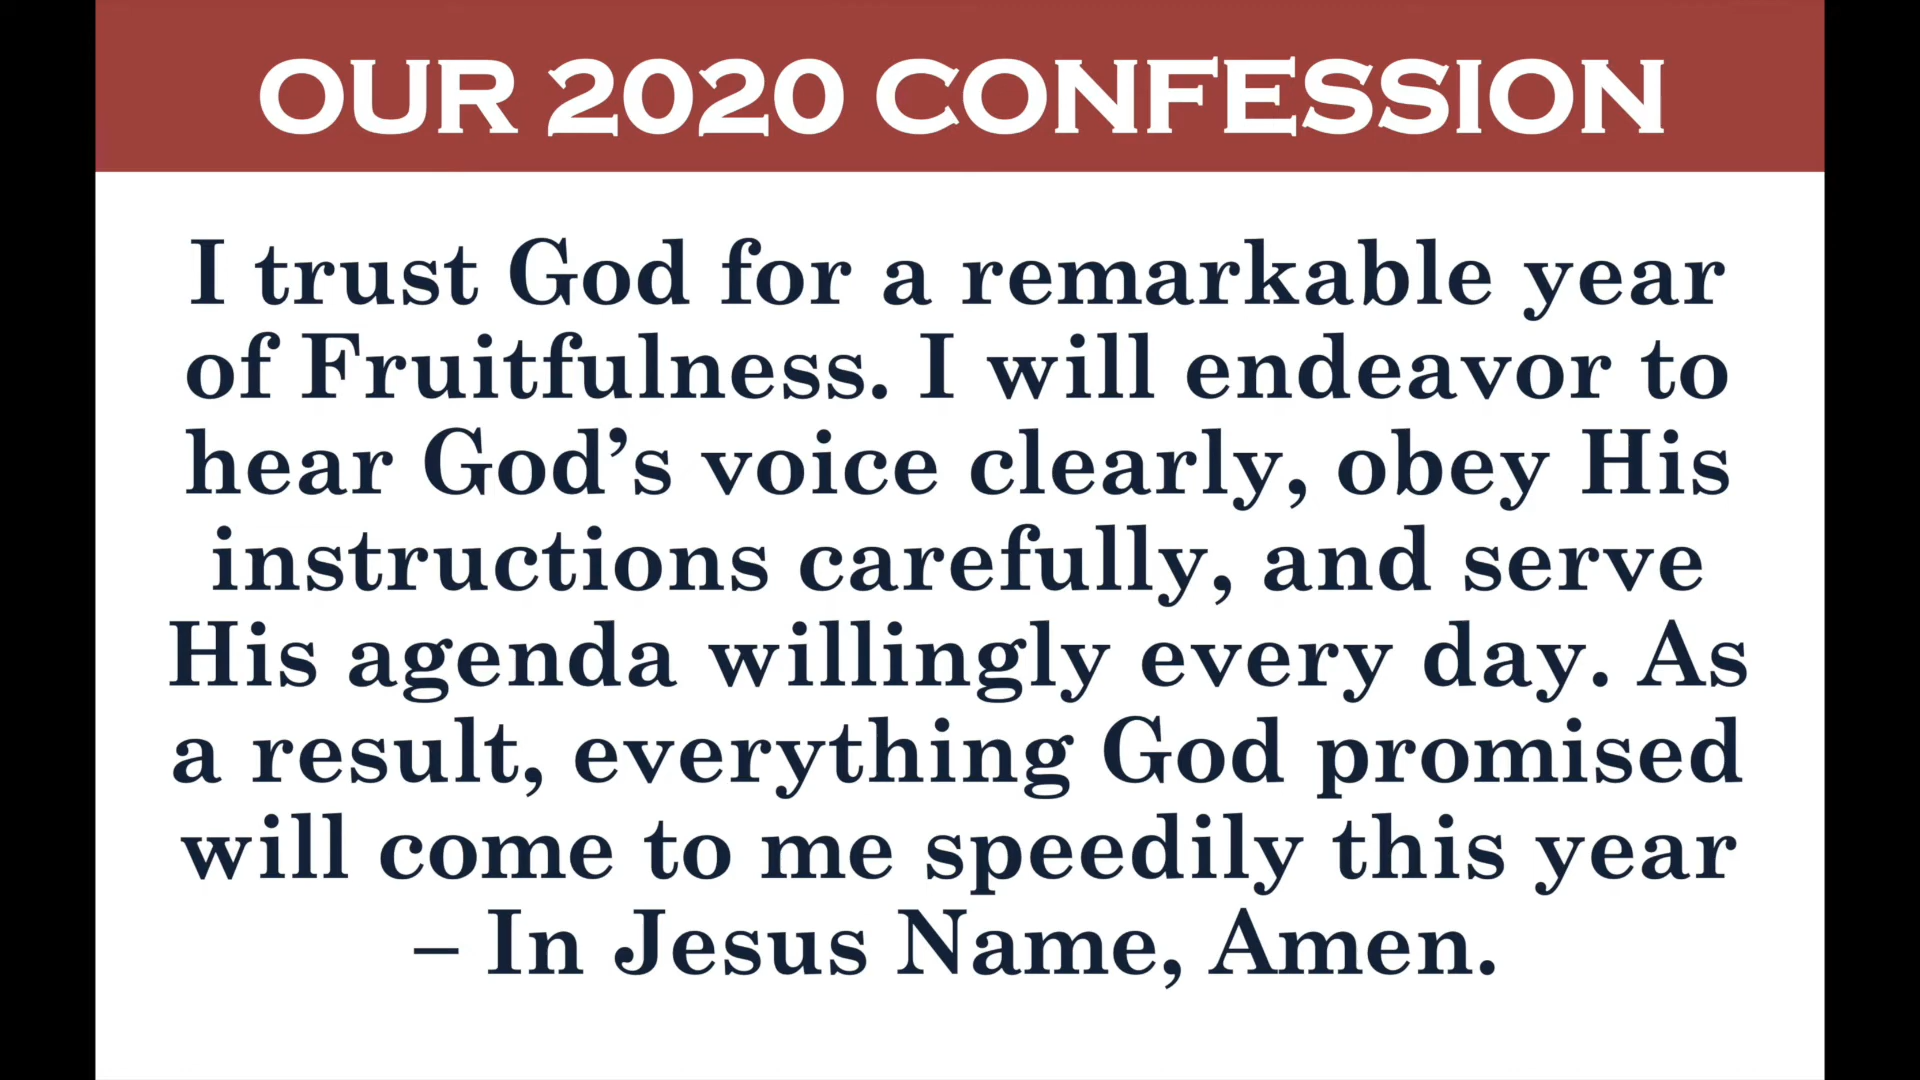 OUR 2020 CONFESSION
I trust God for a remarkable year
of Fruitfulness. I will endeavor to
hear God’s voice clearly, obey His
instructions carefully, and serve
His agenda willingly every day. As
a result, everything God promised
will come to me speedily this year
– In Jesus Name, Amen.